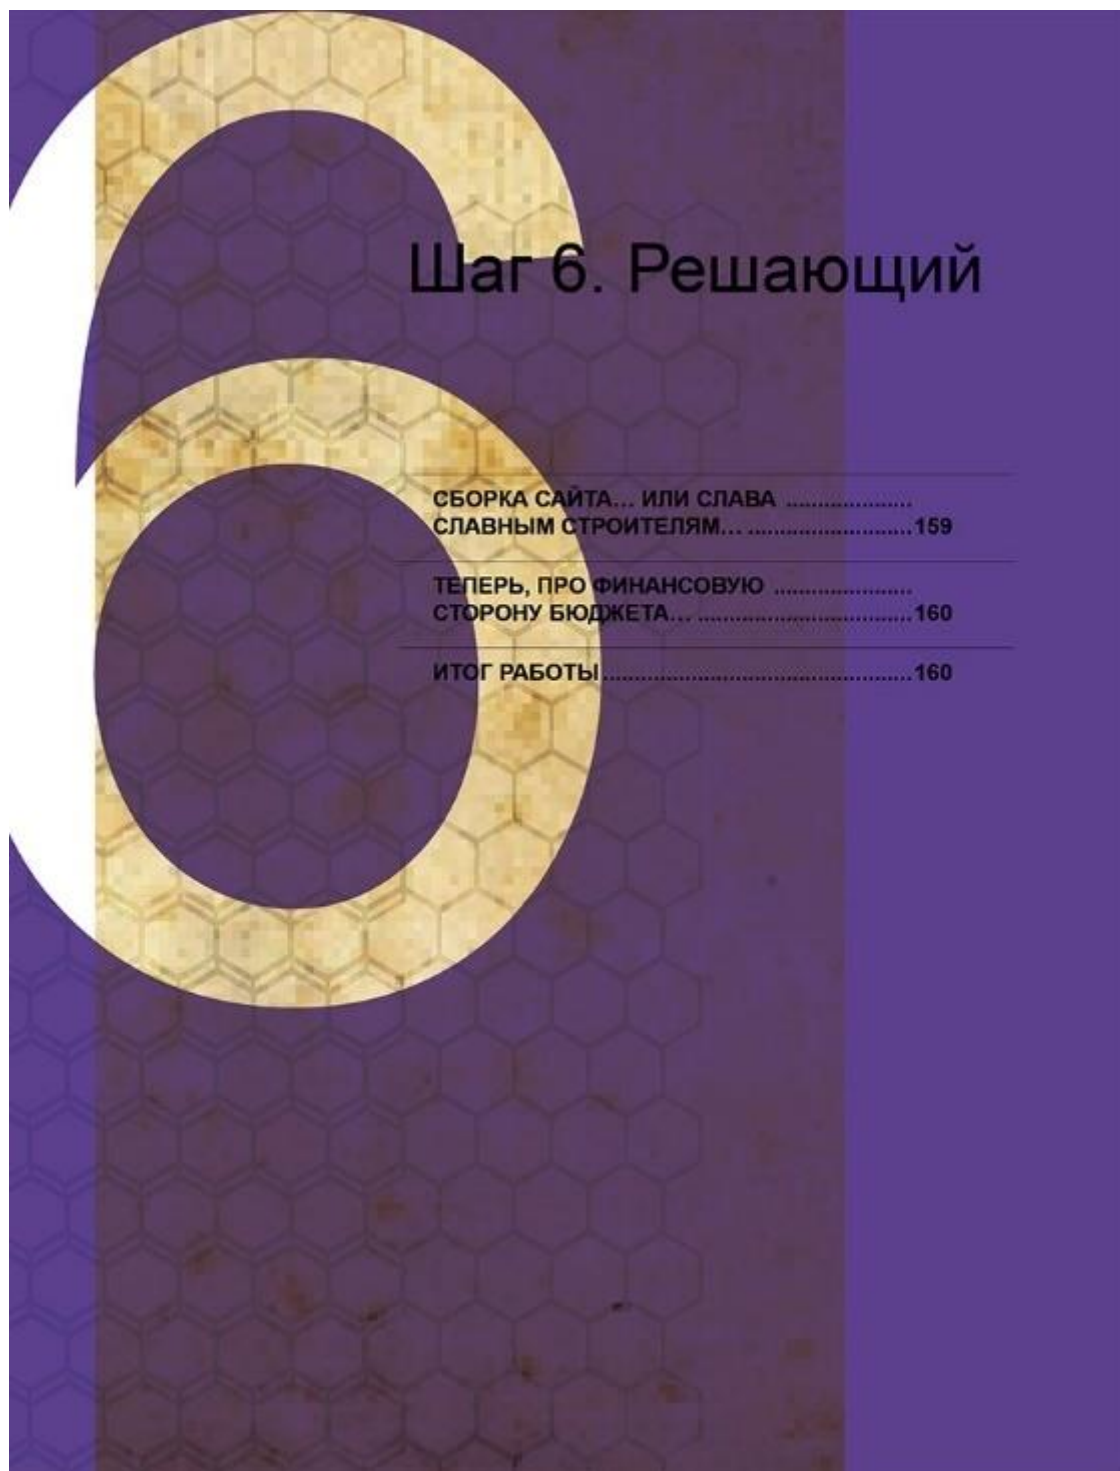 6
Шаг 6. Решающий
СБОРКА САЙТА... ИЛИ СЛАВА ....................
СЛАВНЫМ СТРОИТЕЛЯМ... ..........................159
ТЕПЕРЬ, ПРО ФИНАНСОВУЮ ......................
СТОРОНУ БЮДЖЕТА... ..................................160
ИТОГ РАБОТЫ.................................................160